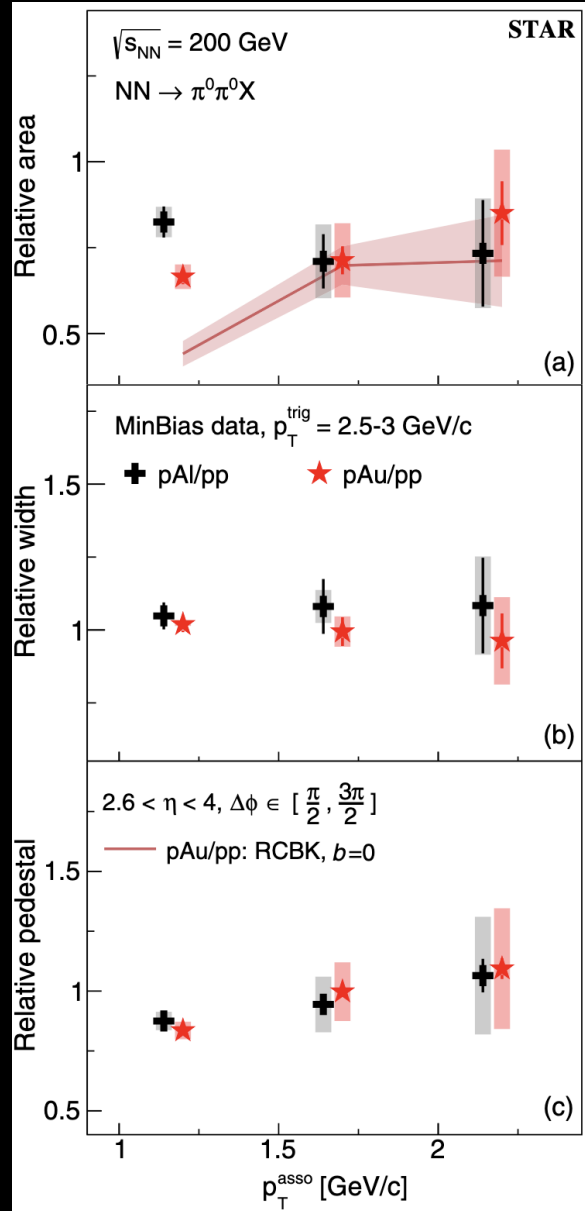 √s_NN = 200 GeV
STAR
NN → π⁰π⁰X
Relative area
1
0.5
(a)
MinBias data, p_T^trig = 2.5-3 GeV/c
pAl/pp
pAu/pp
Relative width
1.5
1
(b)
2.6 < η < 4, Δϕ ∈ [π/2, 3π/2]
pAu/pp: RCBK, b=0
Relative pedestal
1.5
1
0.5
(c)
1 1.5 2
p_T^asso [GeV/c]